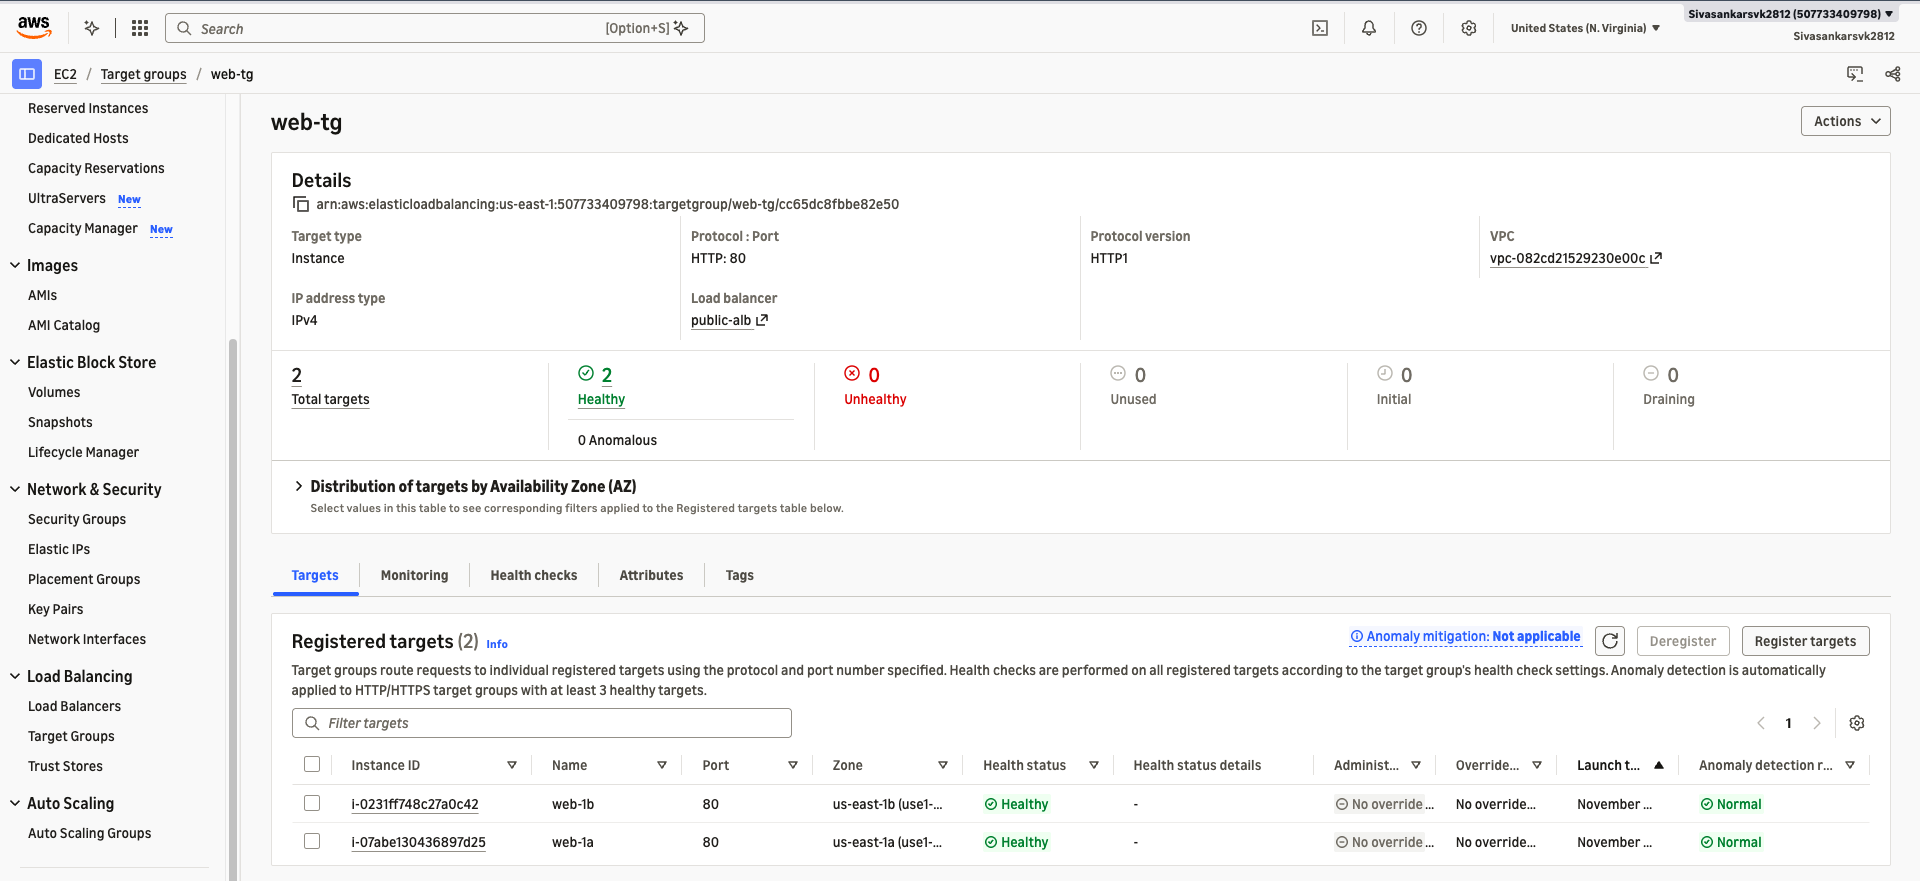 aws
Search [Option+S]
United States (N. Virginia)
Sivasankarsvk2812 (507733409798)
Sivasankarsvk2812
EC2 / Target groups / web-tg
Reserved Instances
Dedicated Hosts
Capacity Reservations
UltraServers New
Capacity Manager New
Images
AMIs
AMI Catalog
Elastic Block Store
Volumes
Snapshots
Lifecycle Manager
Network & Security
Security Groups
Elastic IPs
Placement Groups
Key Pairs
Network Interfaces
Load Balancing
Load Balancers
Target Groups
Trust Stores
Auto Scaling
Auto Scaling Groups
web-tg
Actions
Details
arn:aws:elasticloadbalancing:us-east-1:507733409798:targetgroup/web-tg/cc65dc8fbbe82e50
Target type Protocol : Port Protocol version VPC
Instance HTTP: 80 HTTP1 vpc-082cd21529230e00c
IP address type Load balancer
IPv4 public-alb
2 2 0 0 0 0
Total targets Healthy Unhealthy Unused Initial Draining
0 Anomalous
Distribution of targets by Availability Zone (AZ)
Select values in this table to see corresponding filters applied to the Registered targets table below.
Targets Monitoring Health checks Attributes Tags
Registered targets (2) Info Anomaly mitigation: Not applicable Deregister Register targets
Target groups route requests to individual registered targets using the protocol and port number specified. Health checks are performed on all registered targets according to the target group's health check settings. Anomaly detection is automatically
applied to HTTP/HTTPS target groups with at least 3 healthy targets.
Filter targets 1
Instance ID Name Port Zone Health status Health status details Administ... Override... Launch t... Anomaly detection r...
i-0231ff748c27a0c42 web-1b 80 us-east-1b (use1-... Healthy - No override ... No override... November ... Normal
i-07abe130436897d25 web-1a 80 us-east-1a (use1-... Healthy - No override ... No override... November ... Normal